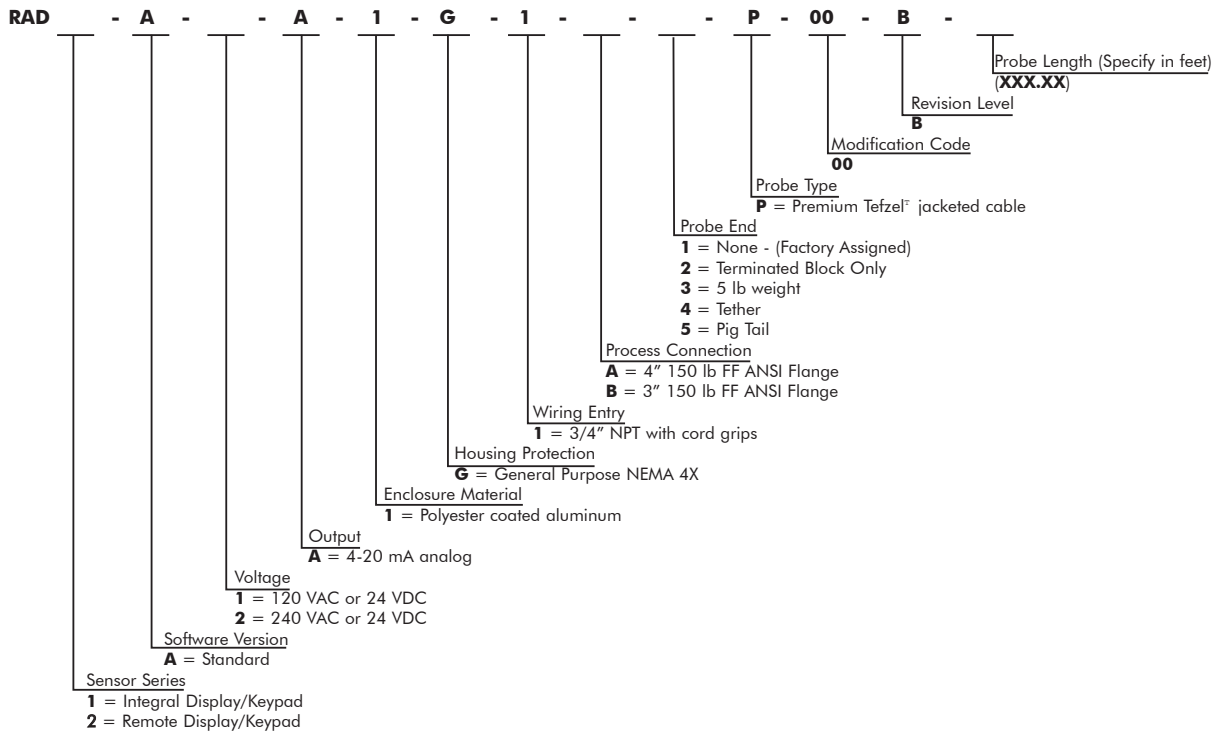 RAD - A - - A - 1 - G - 1 - - - P - 00 - B -
Probe Length (Specify in feet)
(XXX.XX)
Revision Level
B
Modification Code
00
Probe Type
P = Premium Tefzel™ jacketed cable
Probe End
1 = None - (Factory Assigned)
2 = Terminated Block Only
3 = 5 lb weight
4 = Tether
5 = Pig Tail
Process Connection
A = 4” 150 lb FF ANSI Flange
B = 3” 150 lb FF ANSI Flange
Wiring Entry
1 = 3/4” NPT with cord grips
Housing Protection
G = General Purpose NEMA 4X
Enclosure Material
1 = Polyester coated aluminum
Output
A = 4-20 mA analog
Voltage
1 = 120 VAC or 24 VDC
2 = 240 VAC or 24 VDC
Software Version
A = Standard
Sensor Series
1 = Integral Display/Keypad
2 = Remote Display/Keypad